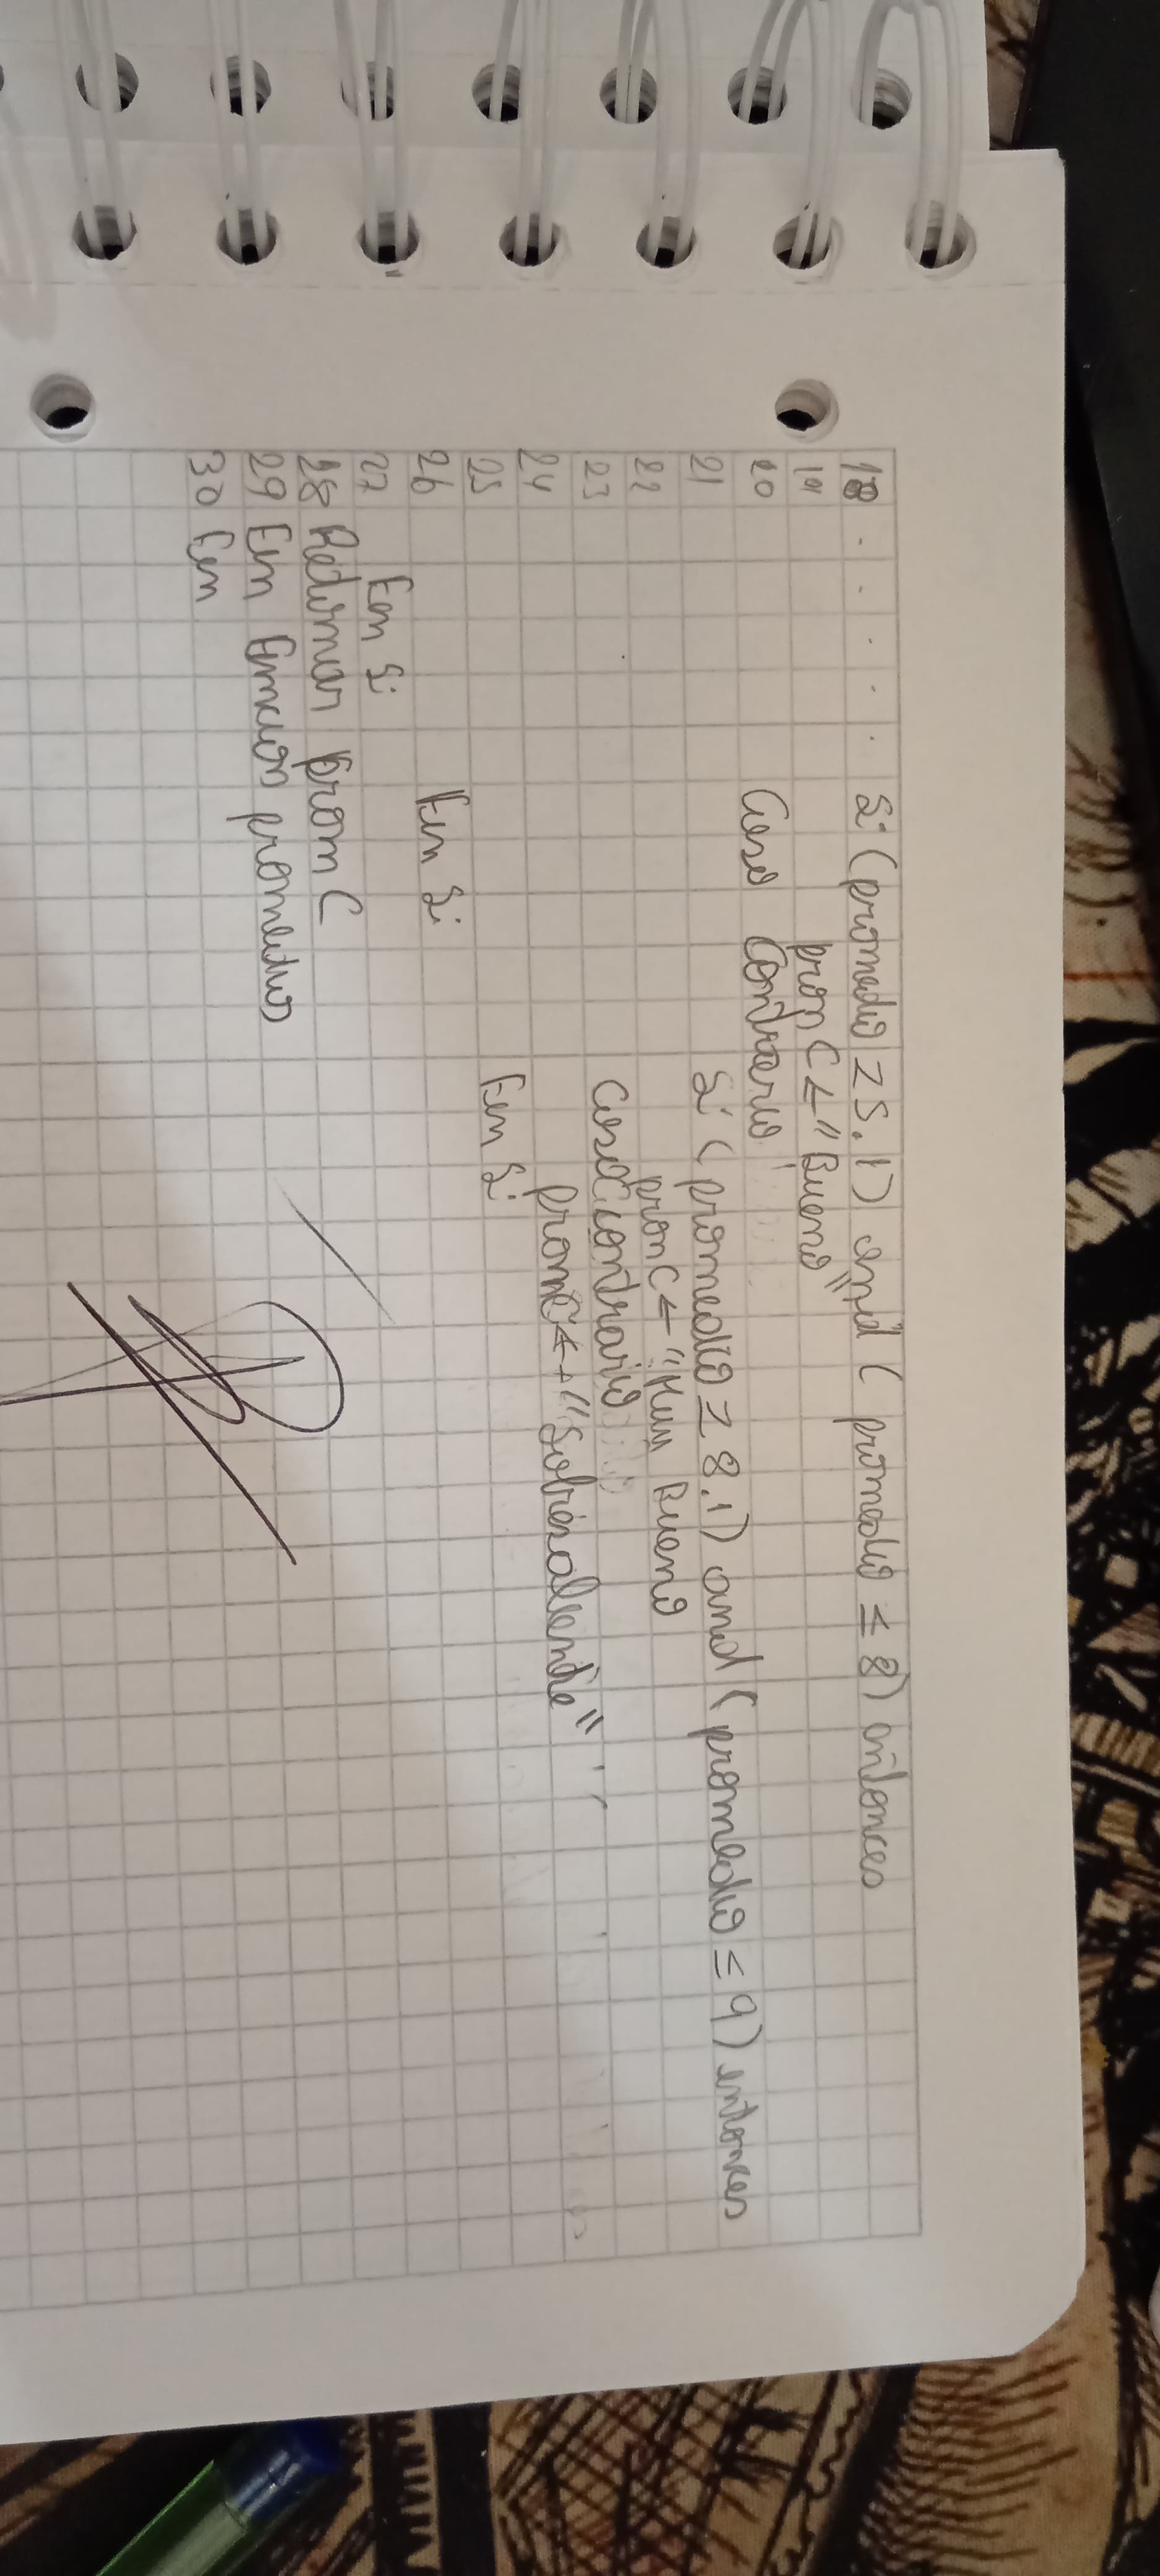 18 . . . . . Si (promedio ≥ 5.1) and ( promedio ≤ 8) entonces
19 promC ← "Bueno"
20 Caso Contrario
21 Si ( promedio ≥ 8.1) and (promedio ≤ 9) entonces
22 promC ← "Muy Bueno
23 Caso Contrario
24 promC ← "Sobresaliente"
25 Fin Si
26 Fin Si
27 Fin Si
28 Retornar promC
29 Fin Funcion promedio
30 Fin